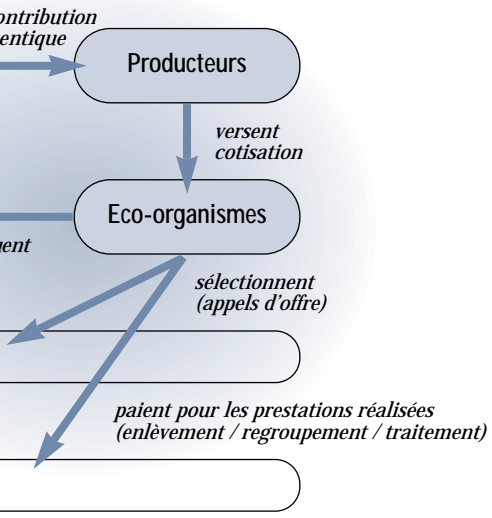 Producteurs
versent
cotisation
Eco-organismes
sélectionnent
(appels d'offre)
paient pour les prestations réalisées
(enlèvement / regroupement / traitement)